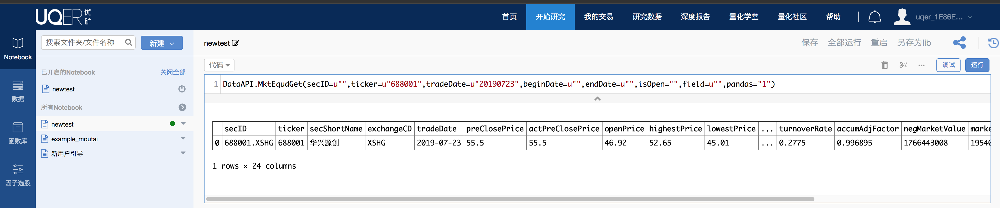 UQER 优矿
首页 开始研究 我的交易 研究数据 深度报告 量化学堂 量化社区 帮助 uqer_1E86E...
Notebook
数据
函数库
因子选股
搜索文件夹/文件名称 新建
已开启的Notebook 关闭全部
newtest
所有Notebook
newtest
example_moutai
新用户引导
newtest 保存 全部运行 重启 另存为lib
代码 ... 调试 运行
1 DataAPI.MktEqudGet(secID=u"",ticker=u"688001",tradeDate=u"20190723",beginDate=u"",endDate=u"",isOpen="",field=u"",pandas="1")
secID ticker secShortName exchangeCD tradeDate preClosePrice actPreClosePrice openPrice highestPrice lowestPrice ... turnoverRate accumAdjFactor negMarketValue marke
0 688001.XSHG 688001 华兴源创 XSHG 2019-07-23 55.5 55.5 46.92 52.65 45.01 ... 0.2775 0.996895 1766443008 19540
1 rows × 24 columns